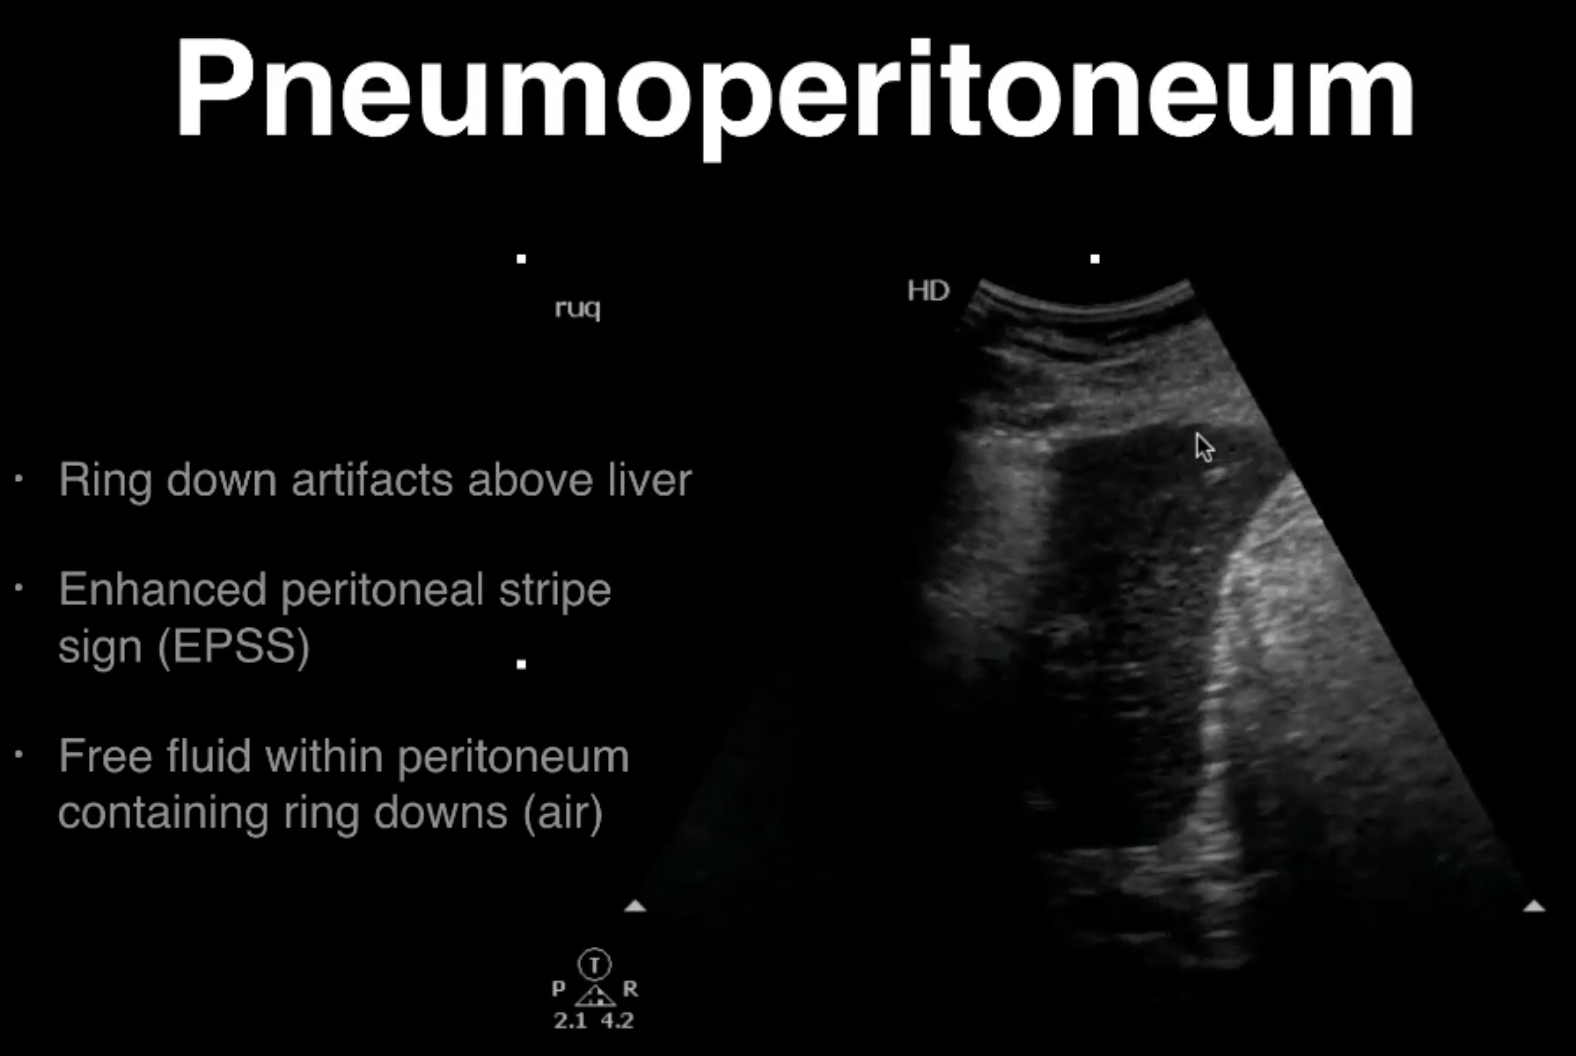 Pneumoperitoneum
ruq
HD
· Ring down artifacts above liver
· Enhanced peritoneal stripe
sign (EPSS)
· Free fluid within peritoneum
containing ring downs (air)
T
P R
2.1 4.2